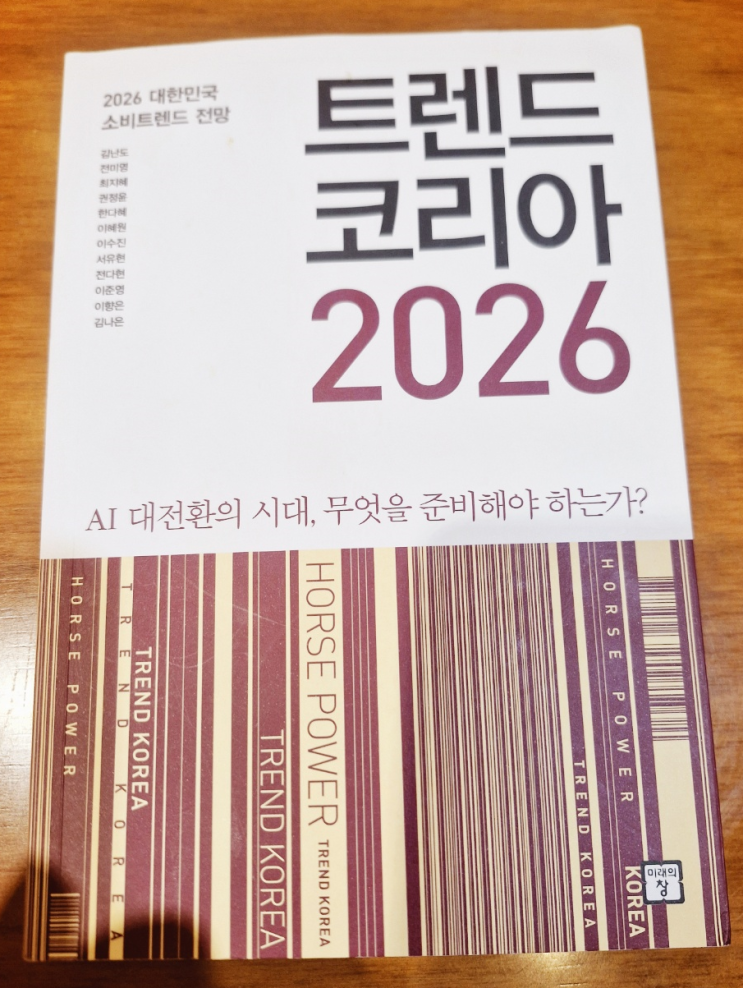 2026 대한민국
소비트렌드 전망
김난도
전미영
최지혜
권정윤
한다혜
이혜원
이수진
서유현
전다현
이준영
이향은
김나은
트렌드
코리아
2026
AI 대전환의 시대, 무엇을 준비해야 하는가?
HORSE POWER
TREND KOREA
TREND KOREA
TREND KOREA
HORSE POWER
TREND KOREA
TREND KOREA
HORSE POWER
KOREA
미래의
창